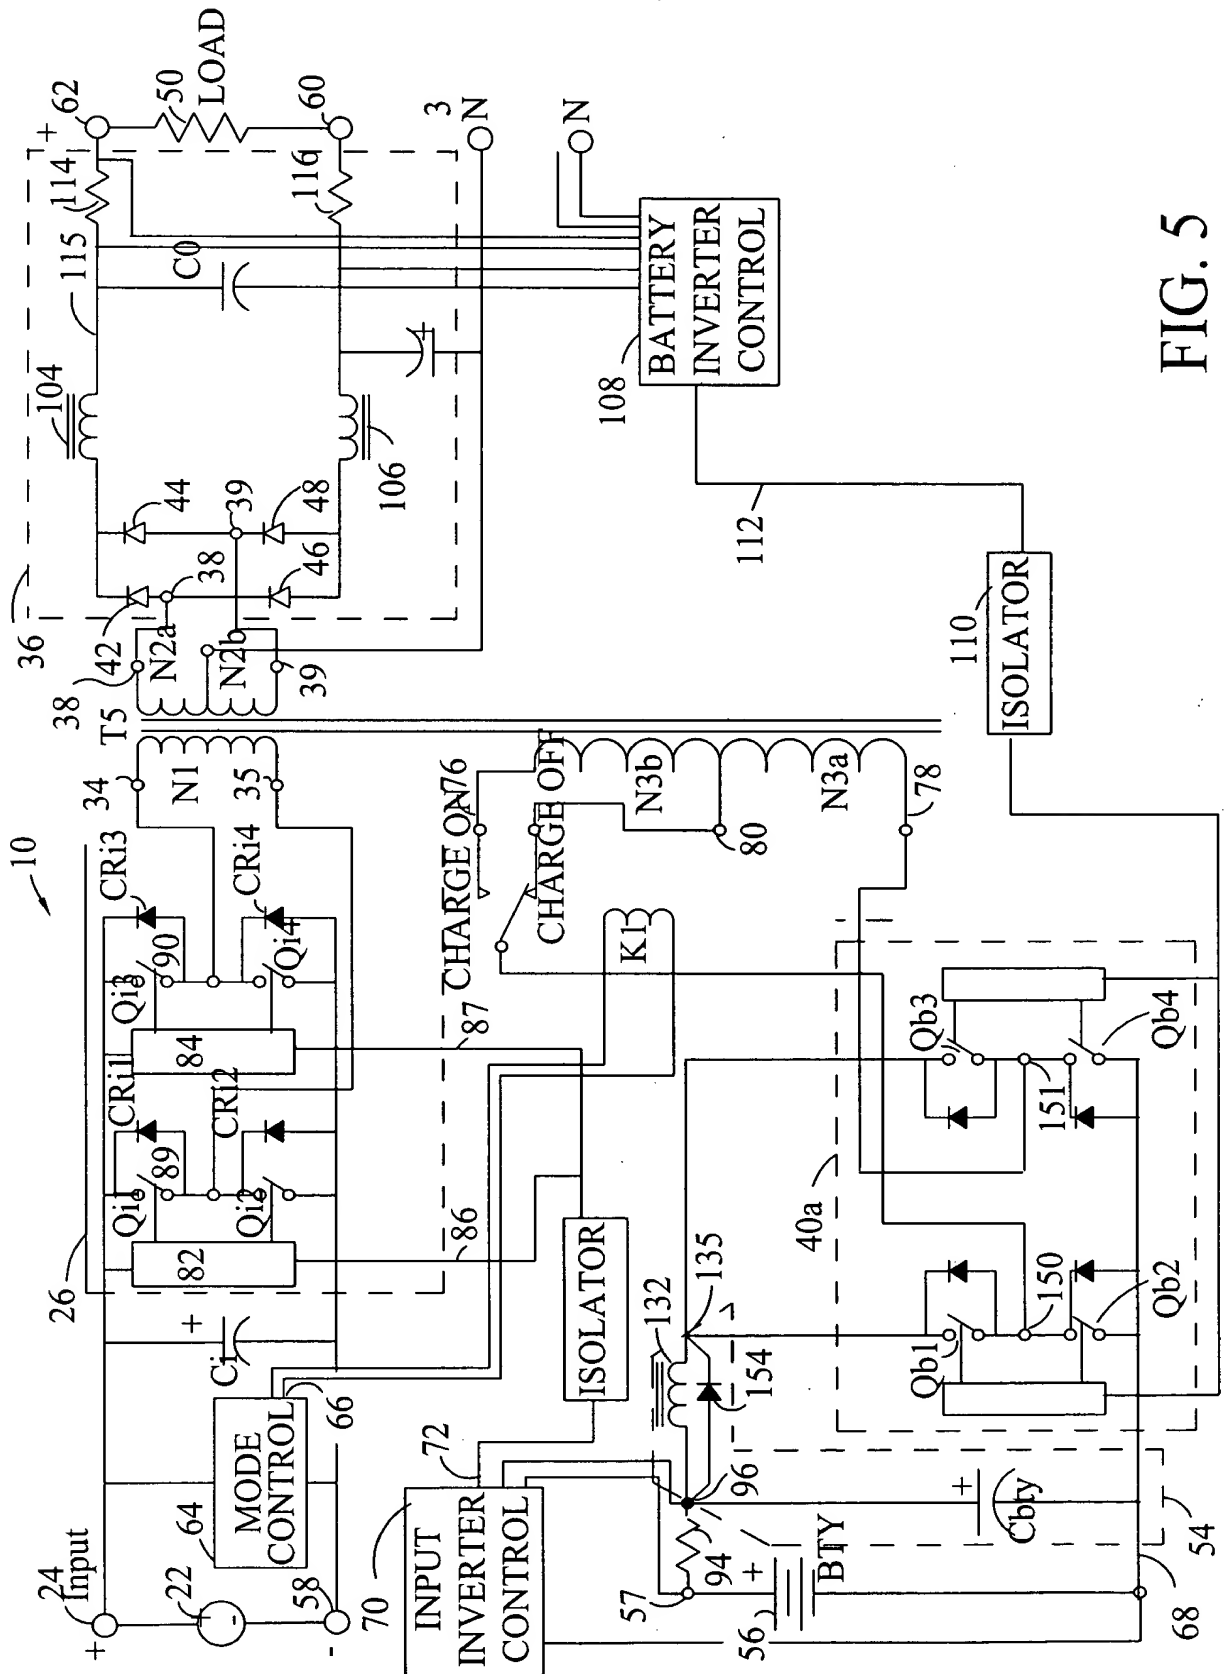 10
24
Input
+
22
+
-
58
-
64
MODE
CONTROL
66
Ci
+
26
82
Qi1
89
CRi1
Qi2
CRi2
86
84
Qi3
90
CRi3
Qi4
CRi4
87
34
N1
35
T5
38
42
N2a
N2b
39
36
38
44
39
46
48
104
106
115
C0
+
114
116
+
62
50
LOAD
60
3
N
N
70
INPUT
INVERTER
CONTROL
72
ISOLATOR
K1
CHARGE ON
76
CHARGE OFF
N3b
80
N3a
78
108
BATTERY
INVERTER
CONTROL
112
110
ISOLATOR
57
94
96
132
154
135
56
+
BTY
+
Cbty
54
68
40a
Qb1
150
Qb2
Qb3
151
Qb4
FIG. 5